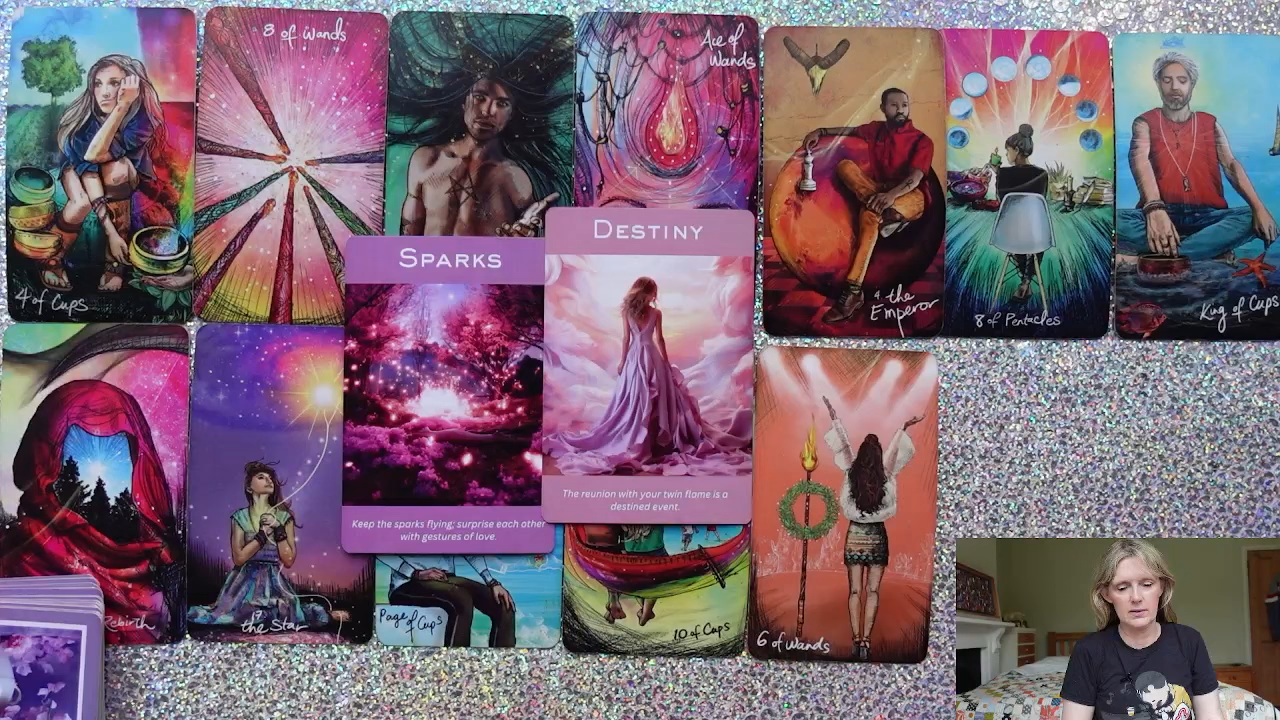 4 of Cups
8 of Wands
Ace of
Wands
4. the
Emperor
8 of Pentacles
King of Cups
Rebirth
the Star
SPARKS
Keep the sparks flying; surprise each other
with gestures of love.
DESTINY
The reunion with your twin flame is a
destined event.
Page of Cups
10 of Cups
6 of Wands